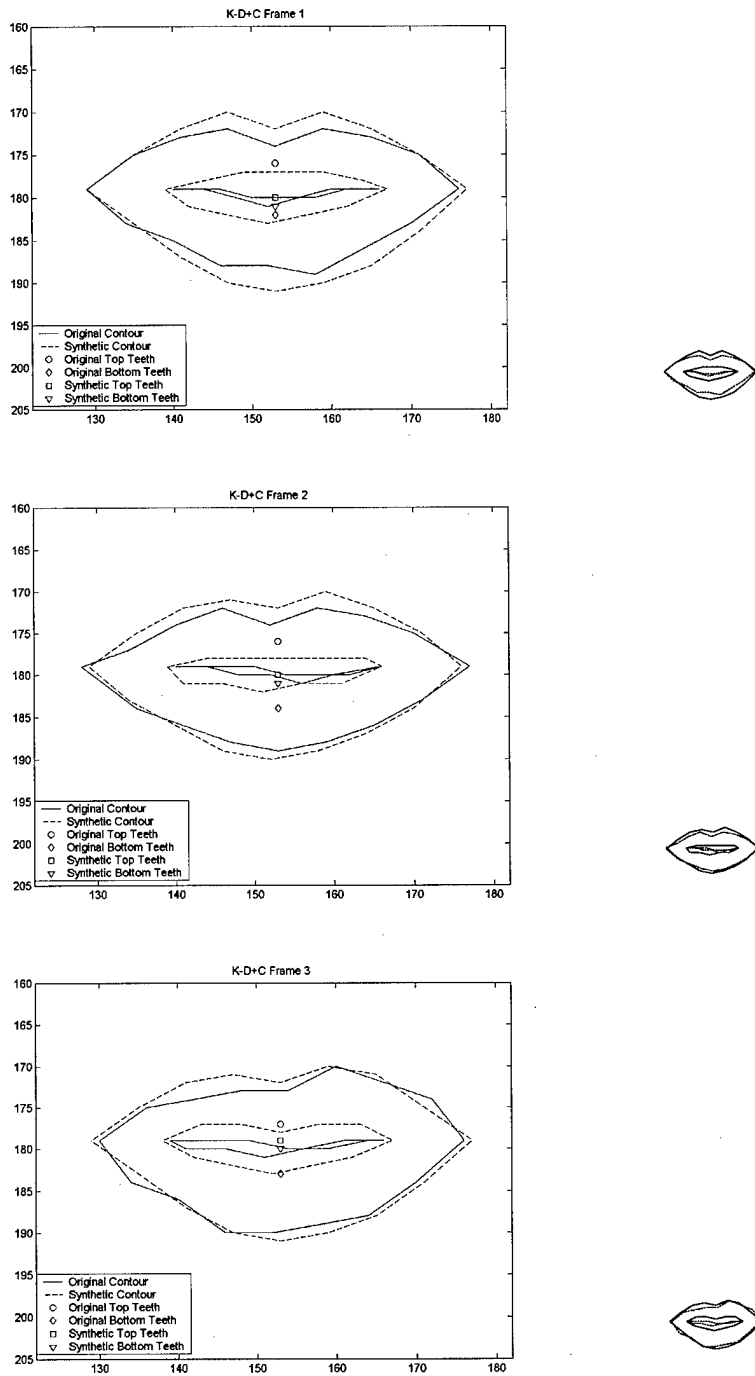 K-D+C Frame 1
160
165
170
175
180
185
190
195
200
205
Original Contour
Synthetic Contour
Original Top Teeth
Original Bottom Teeth
Synthetic Top Teeth
Synthetic Bottom Teeth
130 140 150 160 170 180
K-D+C Frame 2
160
165
170
175
180
185
190
195
200
205
Original Contour
Synthetic Contour
Original Top Teeth
Original Bottom Teeth
Synthetic Top Teeth
Synthetic Bottom Teeth
130 140 150 160 170 180
K-D+C Frame 3
160
165
170
175
180
185
190
195
200
205
Original Contour
Synthetic Contour
Original Top Teeth
Original Bottom Teeth
Synthetic Top Teeth
Synthetic Bottom Teeth
130 140 150 160 170 180